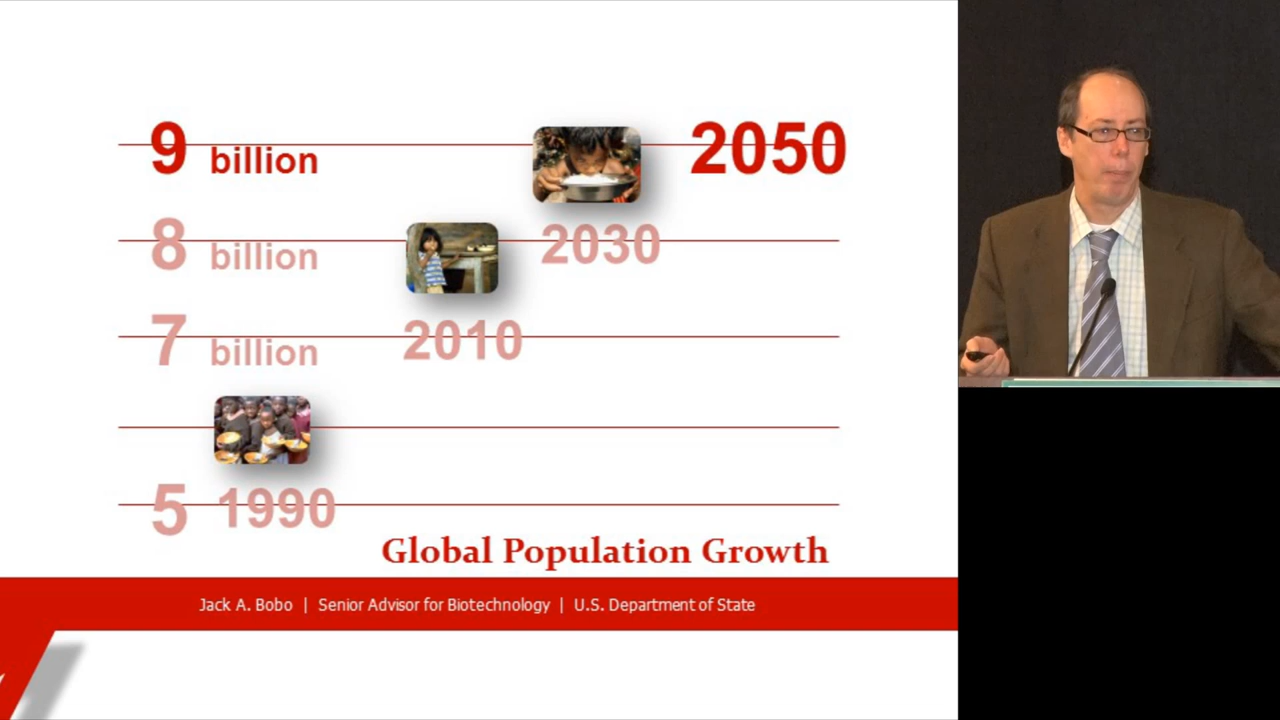 9 billion 2050
8 billion 2030
7 billion 2010
5 1990
Global Population Growth
Jack A. Bobo | Senior Advisor for Biotechnology | U.S. Department of State